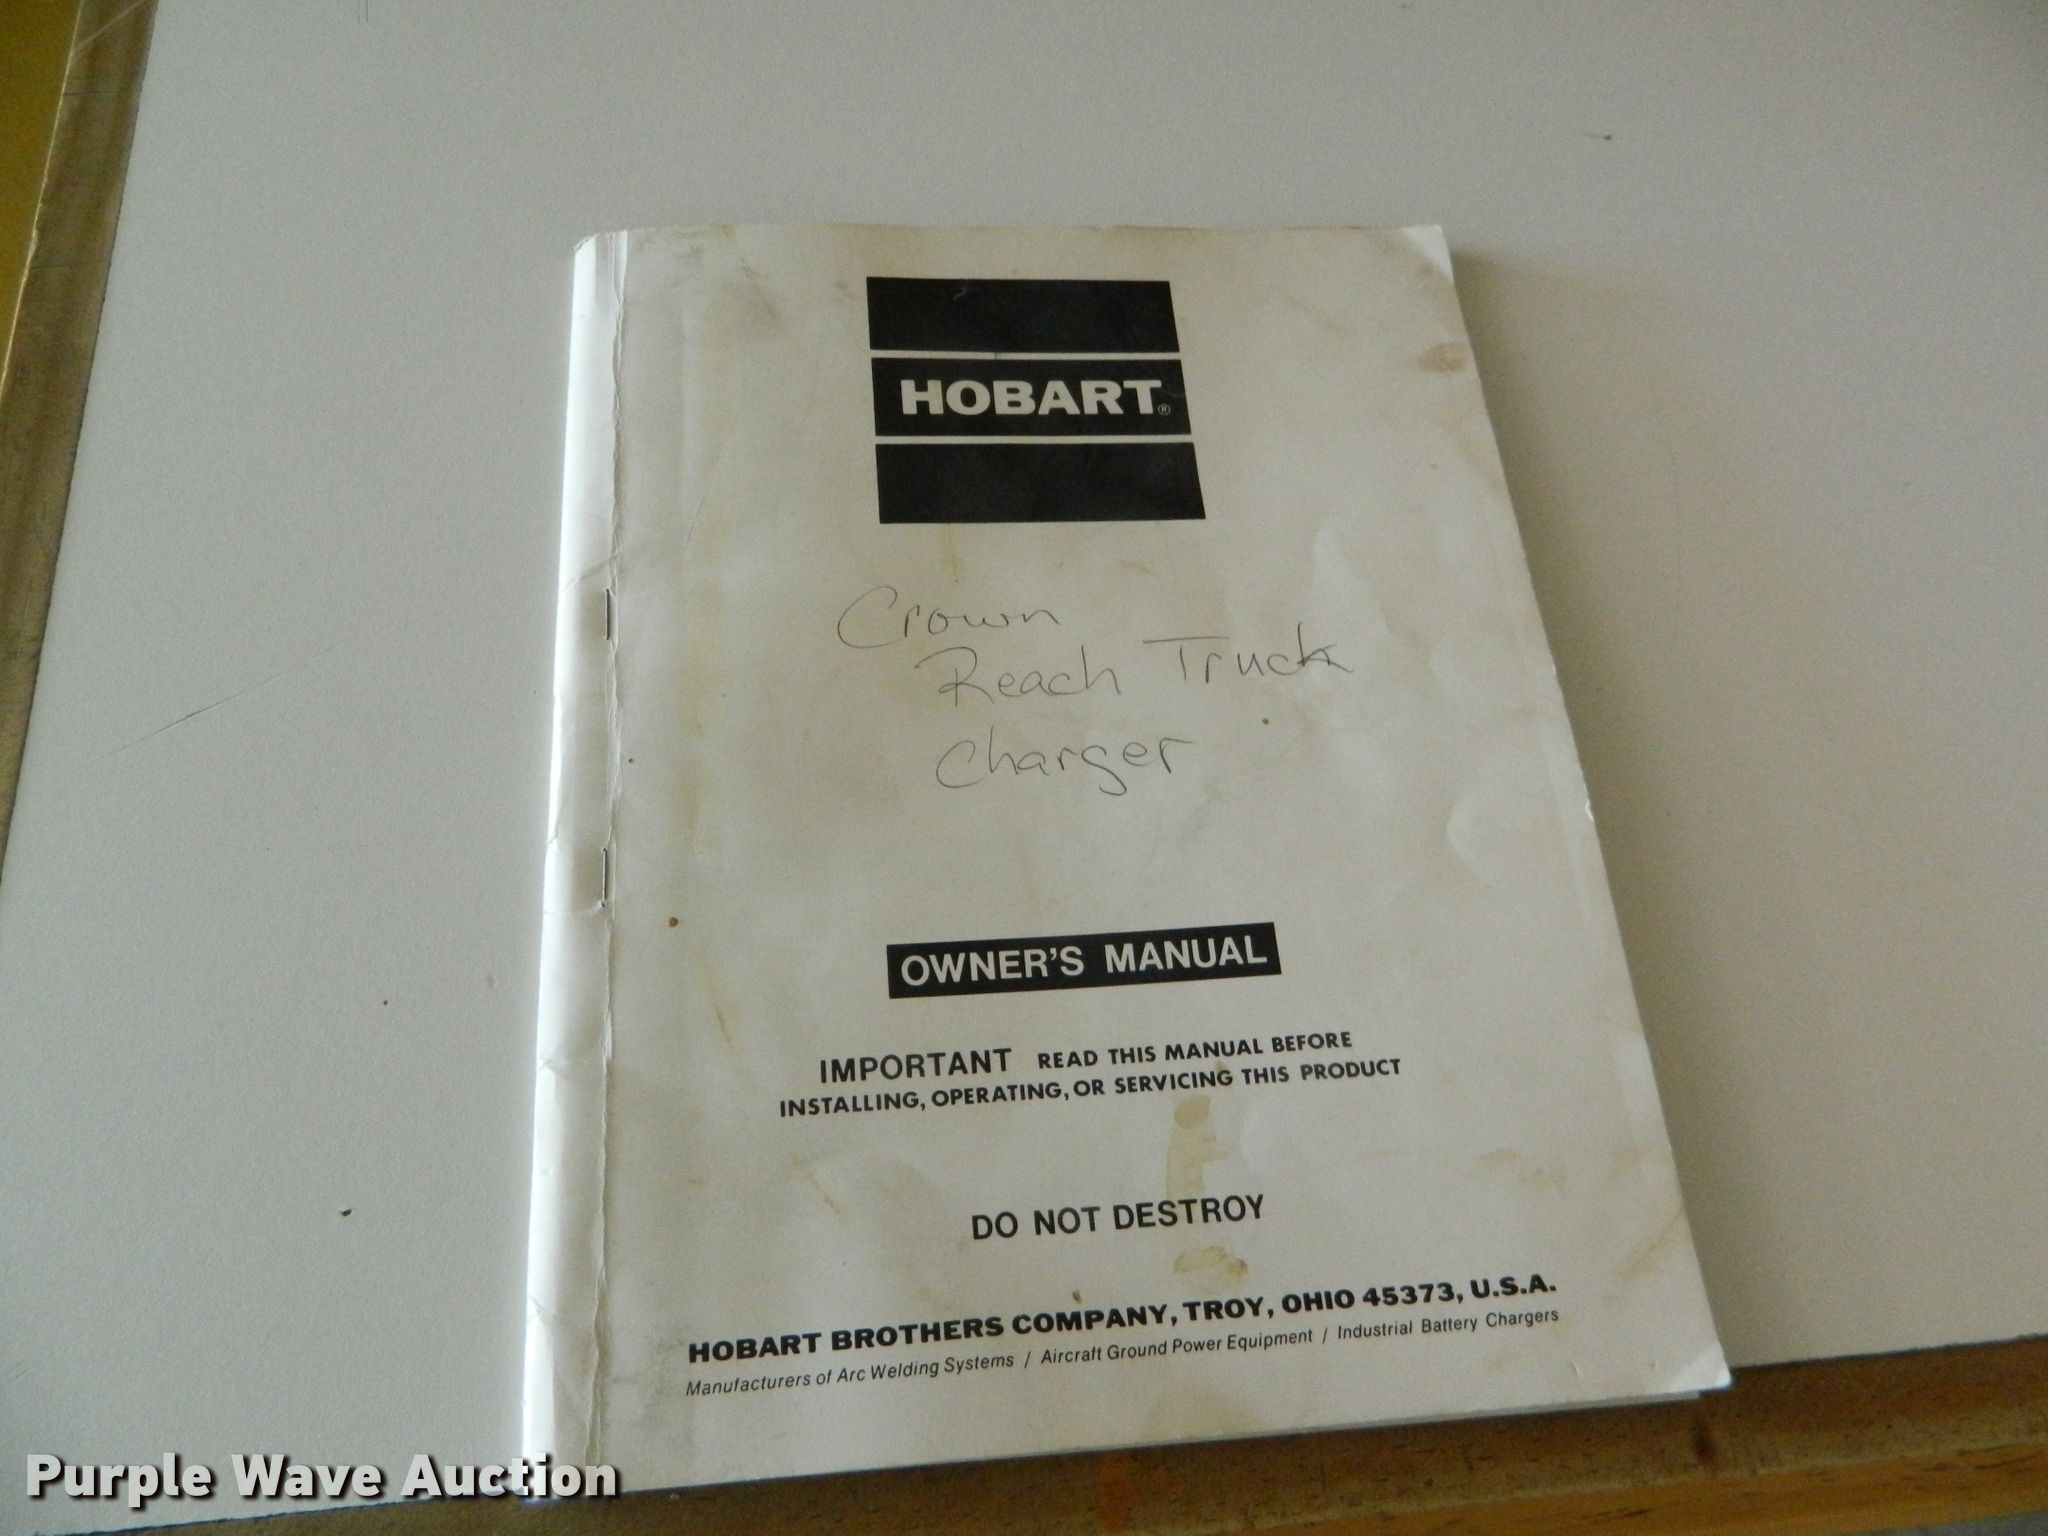 HOBART®
Crown
Reach Truck
Charger
OWNER'S MANUAL
IMPORTANT READ THIS MANUAL BEFORE
INSTALLING, OPERATING, OR SERVICING THIS PRODUCT
DO NOT DESTROY
HOBART BROTHERS COMPANY, TROY, OHIO 45373, U.S.A.
Manufacturers of Arc Welding Systems / Aircraft Ground Power Equipment / Industrial Battery Chargers
Purple Wave Auction